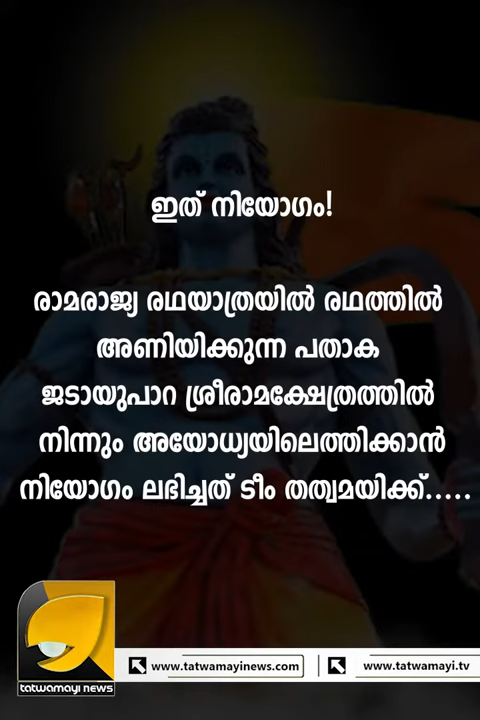 ഇത് നിയോഗം!
രാമരാജ്യ രഥയാത്രയിൽ രഥത്തിൽ
അണിയിക്കുന്ന പതാക
ജടായുപാറ ശ്രീരാമക്ഷേത്രത്തിൽ
നിന്നും അയോധ്യയിലെത്തിക്കാൻ
നിയോഗം ലഭിച്ചത് ടീം തത്വമയിക്ക്.....
www.tatwamayinews.com
www.tatwamayi.tv
tatwamayi news